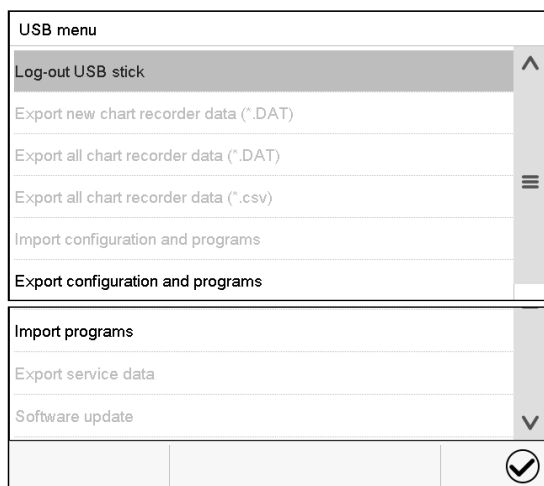 USB menu
Log-out USB stick
Export new chart recorder data (*.DAT)
Export all chart recorder data (*.DAT)
Export all chart recorder data (*.csv)
Import configuration and programs
Export configuration and programs
Import programs
Export service data
Software update